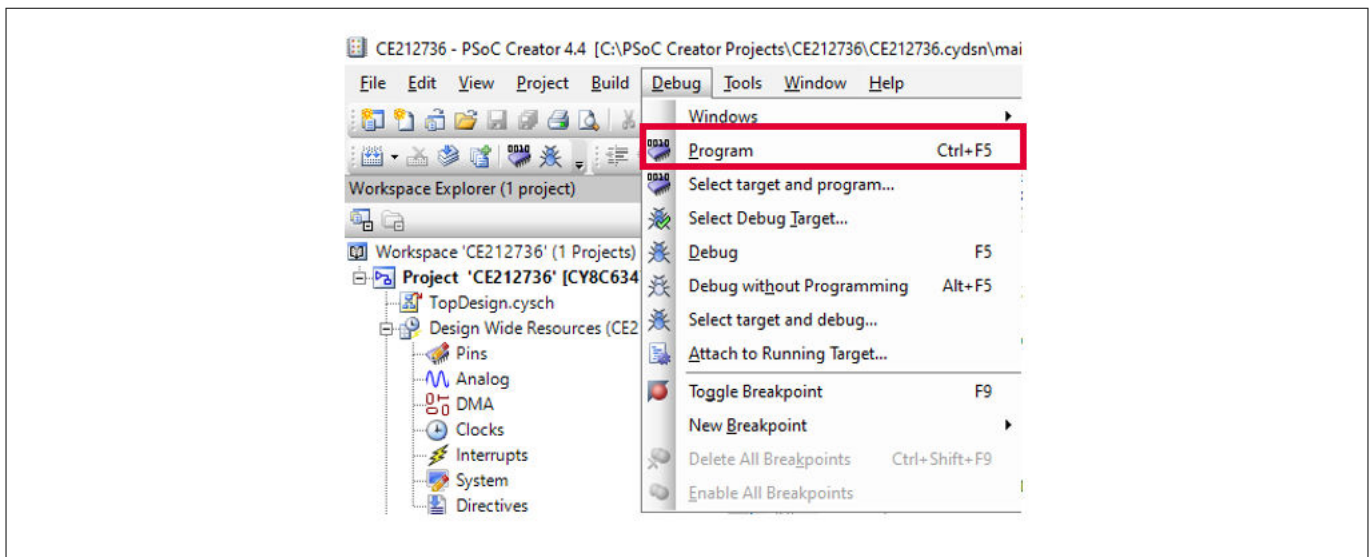 CE212736 - PSoC Creator 4.4 [C:\PSoC Creator Projects\CE212736\CE212736.cydsn\mai
File Edit View Project Build Debug Tools Window Help
Windows
Program Ctrl+F5
Workspace Explorer (1 project)
Select target and program...
Select Debug Target...
Workspace 'CE212736' (1 Projects)
Debug F5
Project 'CE212736' [CY8C634
Debug without Programming Alt+F5
TopDesign.cysch
Design Wide Resources (CE2
Select target and debug...
Pins
Attach to Running Target...
Analog
Toggle Breakpoint F9
DMA
Clocks
New Breakpoint
Interrupts
Delete All Breakpoints Ctrl+Shift+F9
System
Enable All Breakpoints
Directives